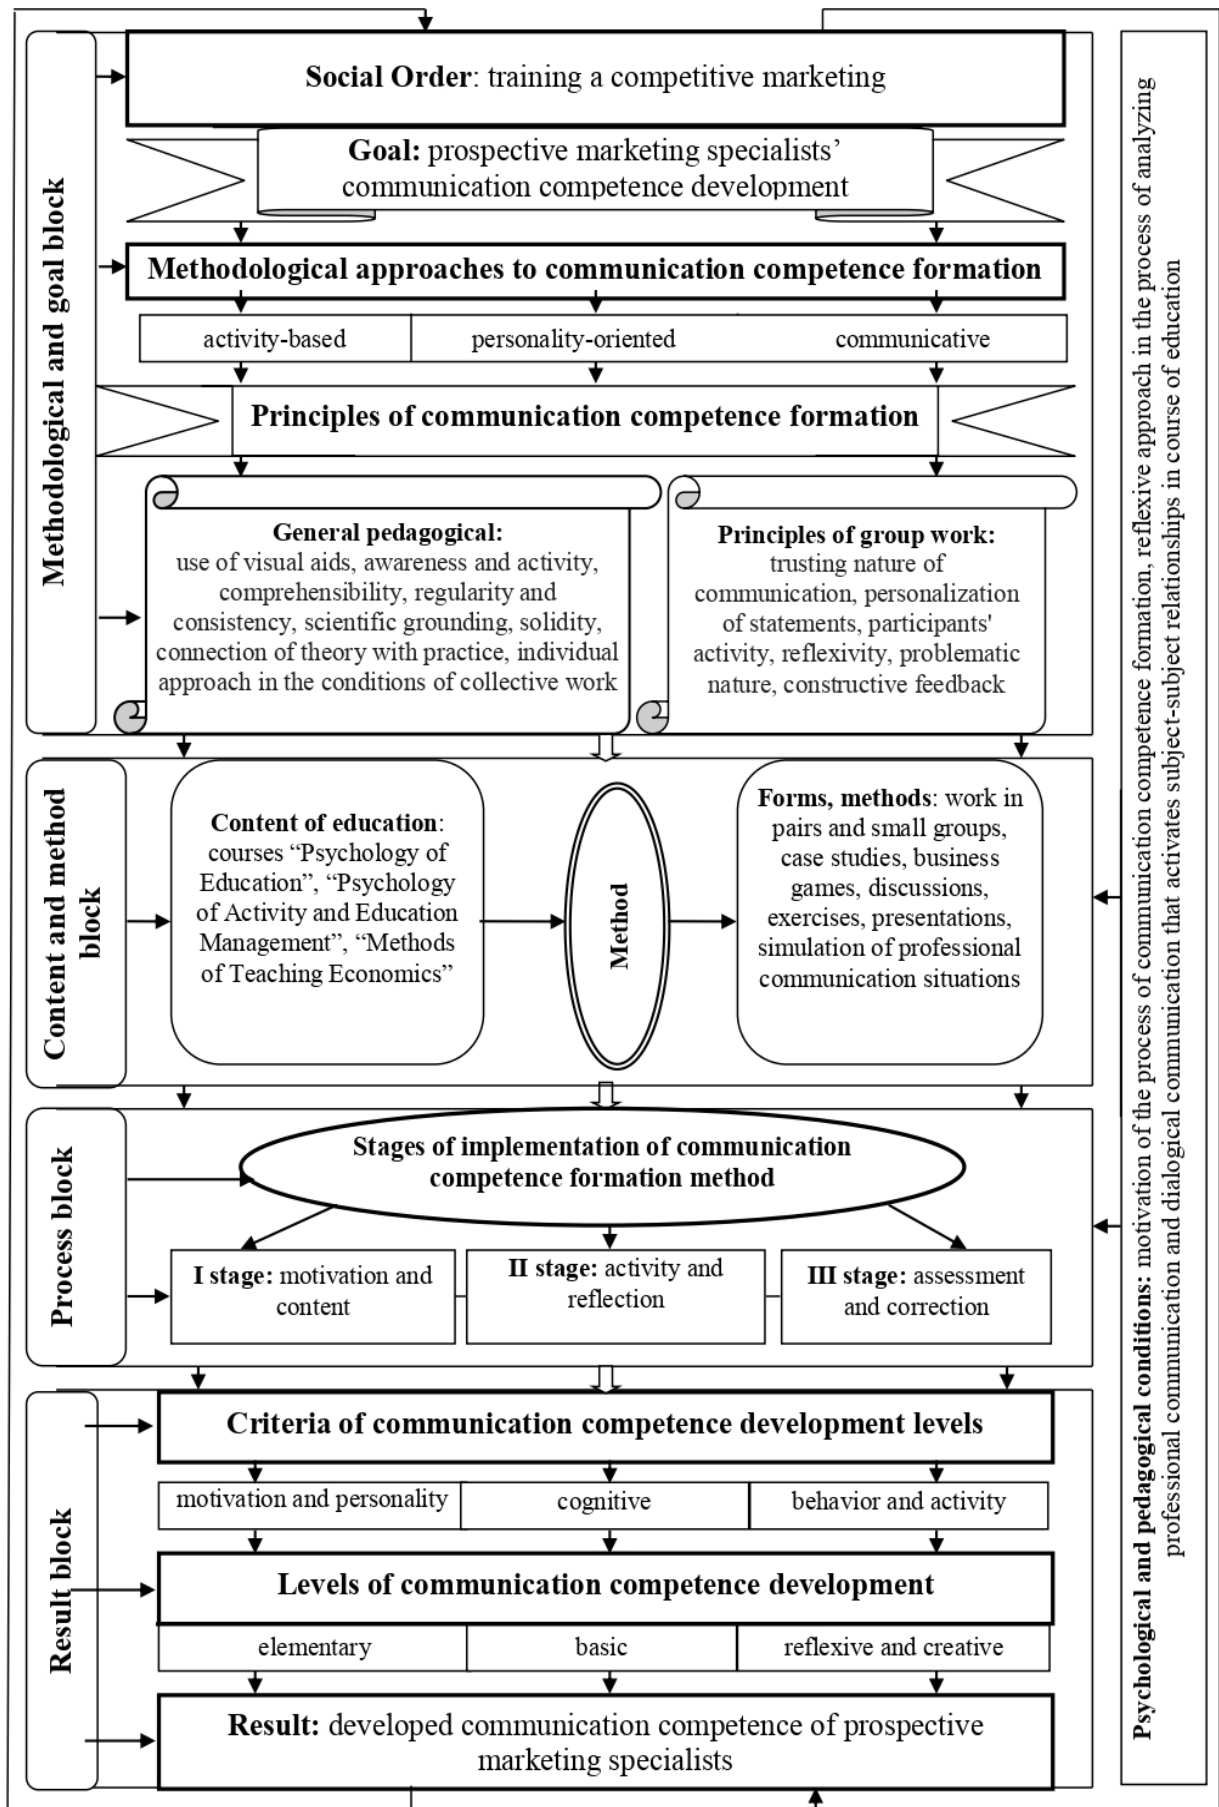 Social Order: training a competitive marketing
Goal: prospective marketing specialists’
communication competence development
Methodological approaches to communication competence formation
activity-based
personality-oriented
communicative
Principles of communication competence formation
General pedagogical:
use of visual aids, awareness and activity,
comprehensibility, regularity and
consistency, scientific grounding, solidity,
connection of theory with practice, individual
approach in the conditions of collective work
Principles of group work:
trusting nature of
communication, personalization
of statements, participants'
activity, reflexivity, problematic
nature, constructive feedback
Methodological and goal block
Content of education:
courses “Psychology of
Education”, “Psychology
of Activity and Education
Management”, “Methods
of Teaching Economics”
Method
Forms, methods: work in
pairs and small groups,
case studies, business
games, discussions,
exercises, presentations,
simulation of professional
communication situations
Content and method
block
Stages of implementation of communication
competence formation method
I stage: motivation and
content
II stage: activity and
reflection
III stage: assessment
and correction
Process block
Criteria of communication competence development levels
motivation and personality
cognitive
behavior and activity
Levels of communication competence development
elementary
basic
reflexive and creative
Result: developed communication competence of prospective
marketing specialists
Result block
Psychological and pedagogical conditions: motivation of the process of communication competence formation, reflexive approach in the process of analyzing
professional communication and dialogical communication that activates subject-subject relationships in course of education